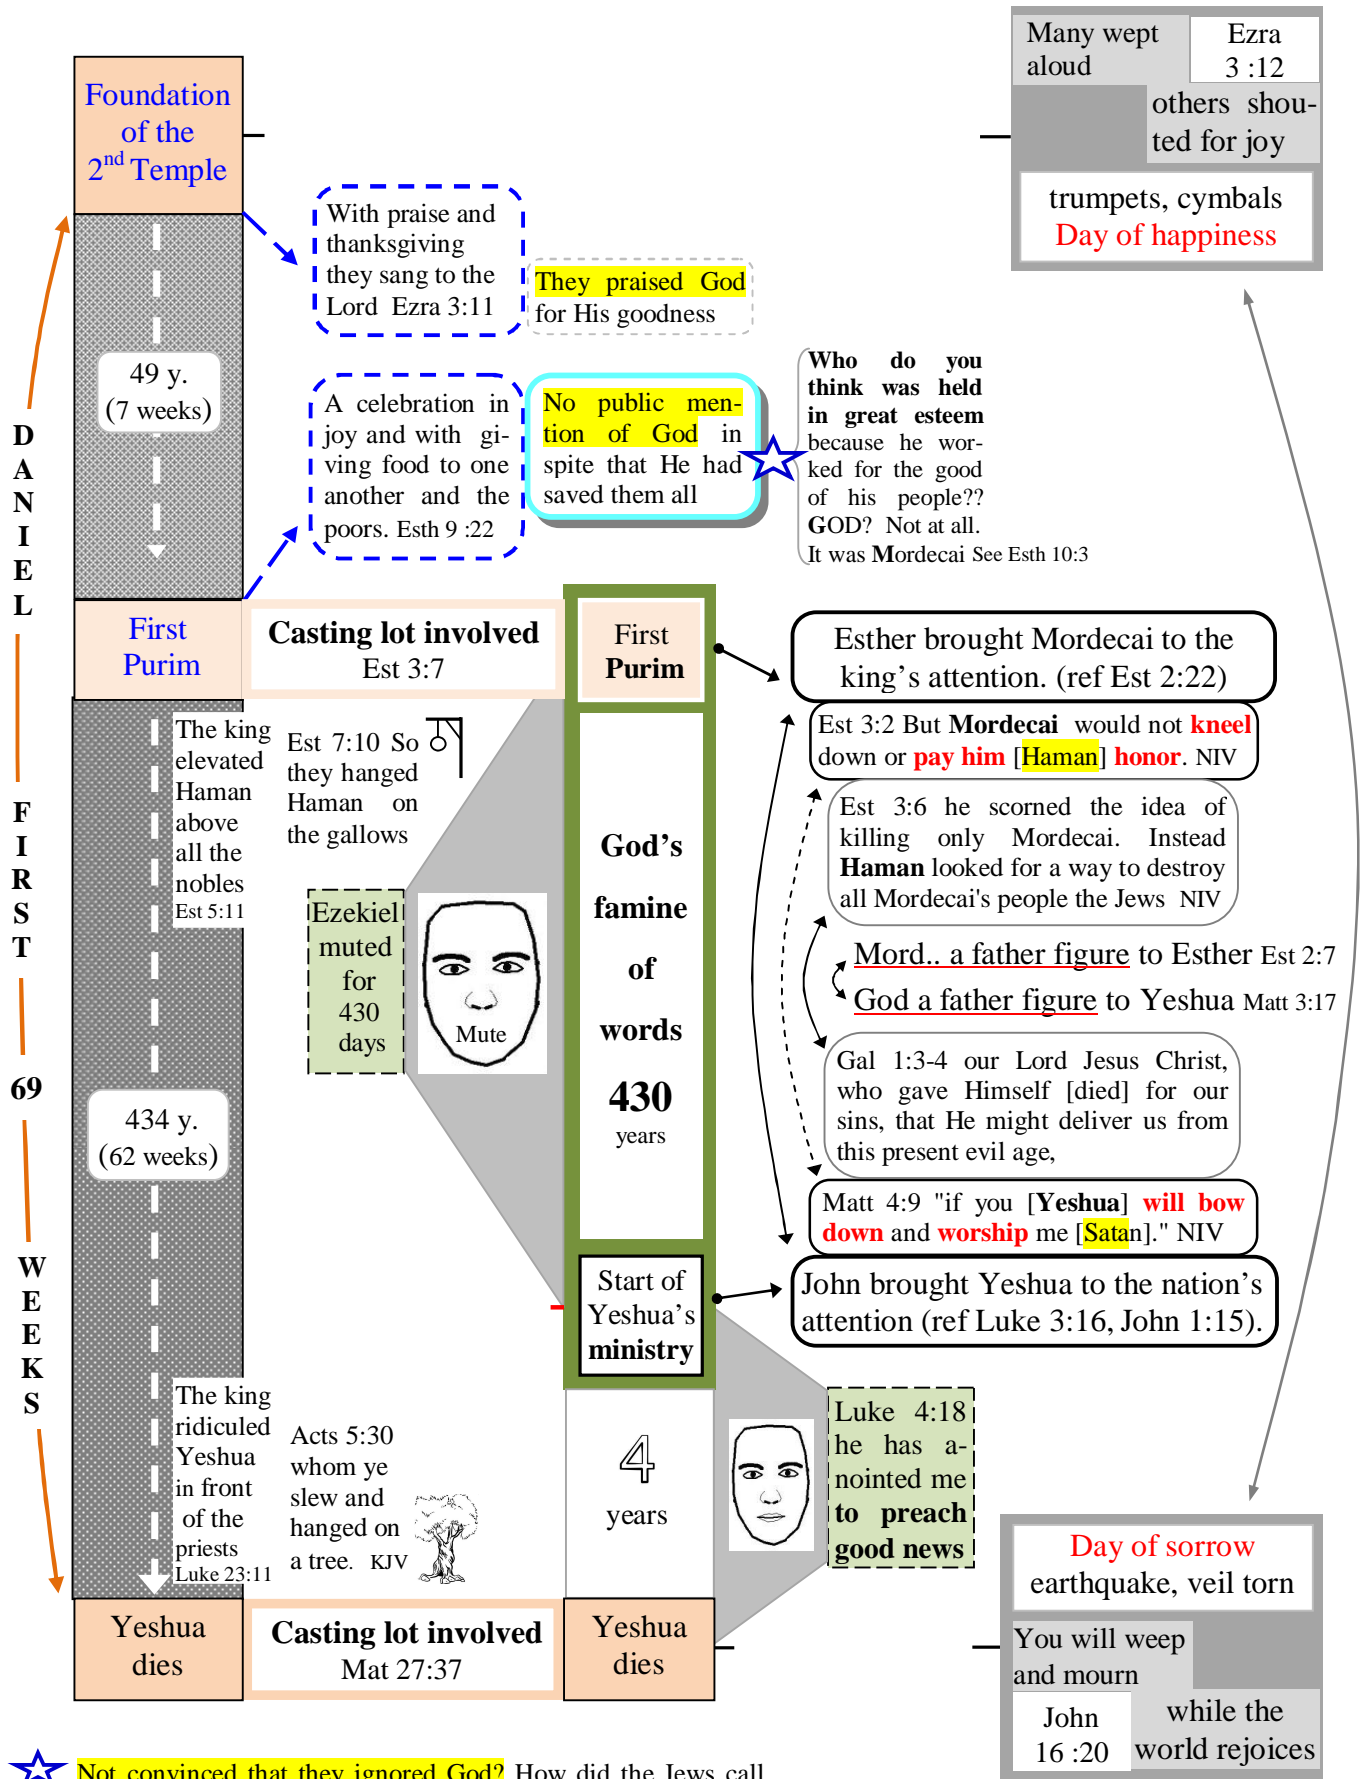 Many wept
aloud
Ezra
3 :12
others shou-
ted for joy
trumpets, cymbals
Day of happiness
Foundation
of the
2nd Temple
With praise and
thanksgiving
they sang to the
Lord Ezra 3:11
They praised God
for His goodness
49 y.
(7 weeks)
A celebration in
joy and with gi-
ving food to one
another and the
poors. Esth 9 :22
No public men-
tion of God in
spite that He had
saved them all
Who do you
think was held
in great esteem
because he wor-
ked for the good
of his people??
GOD? Not at all.
It was Mordecai See Esth 10:3
DANIEL
FIRST
69
WEEKS
First
Purim
Casting lot involved
Est 3:7
First
Purim
Esther brought Mordecai to the
king's attention. (ref Est 2:22)
Est 3:2 But Mordecai would not kneel
down or pay him [Haman] honor. NIV
Est 3:6 he scorned the idea of
killing only Mordecai. Instead
Haman looked for a way to destroy
all Mordecai's people the Jews NIV
Mord.. a father figure to Esther Est 2:7
God a father figure to Yeshua Matt 3:17
Gal 1:3-4 our Lord Jesus Christ,
who gave Himself [died] for our
sins, that He might deliver us from
this present evil age,
Matt 4:9 "if you [Yeshua] will bow
down and worship me [Satan]." NIV
John brought Yeshua to the nation's
attention (ref Luke 3:16, John 1:15).
The king
elevated
Haman
above
all the
nobles
Est 5:11
Est 7:10 So
they hanged
Haman on
the gallows
Ezekiel
muted
for
430
days
Mute
God's
famine
of
words
430
years
434 y.
(62 weeks)
Start of
Yeshua's
ministry
The king
ridiculed
Yeshua
in front
of the
priests
Luke 23:11
Acts 5:30
whom ye
slew and
hanged on
a tree. KJV
4
years
Luke 4:18
he has a-
nointed me
to preach
good news
Yeshua
dies
Casting lot involved
Mat 27:37
Yeshua
dies
Day of sorrow
earthquake, veil torn
You will weep
and mourn
John
16 :20
while the
world rejoices
Not convinced that they ignored God? How did the Jews call